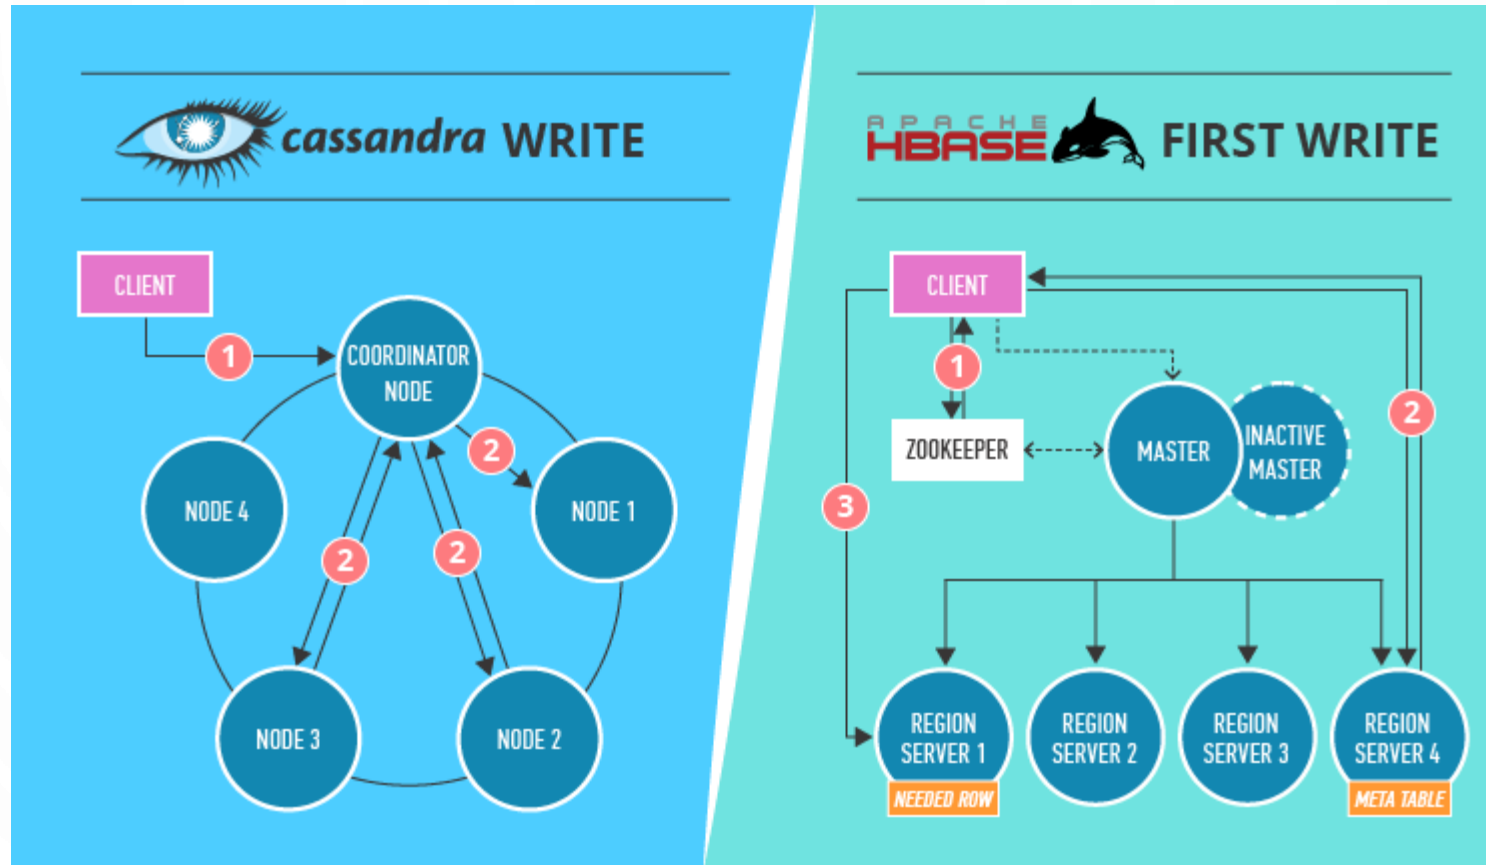 cassandra WRITE
CLIENT
1
COORDINATOR
NODE
2
NODE 4
NODE 1
2
2
NODE 3
NODE 2
APACHE
HBASE
FIRST WRITE
CLIENT
1
2
ZOOKEEPER
MASTER
INACTIVE
MASTER
3
REGION
SERVER 1
NEEDED ROW
REGION
SERVER 2
REGION
SERVER 3
REGION
SERVER 4
META TABLE